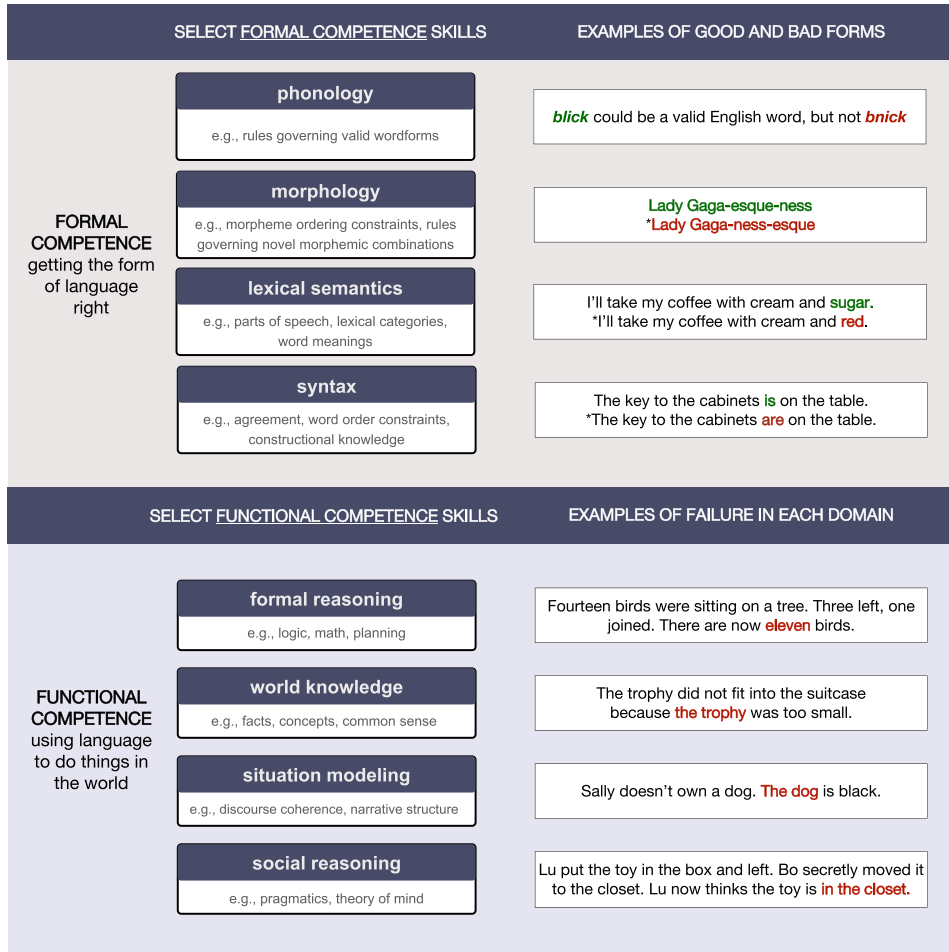 SELECT FORMAL COMPETENCE SKILLS
EXAMPLES OF GOOD AND BAD FORMS
FORMAL
COMPETENCE
getting the form
of language
right
phonology
e.g., rules governing valid wordforms
blick could be a valid English word, but not bnick
morphology
e.g., morpheme ordering constraints, rules
governing novel morphemic combinations
Lady Gaga-esque-ness
*Lady Gaga-ness-esque
lexical semantics
e.g., parts of speech, lexical categories,
word meanings
I'll take my coffee with cream and sugar.
*I'll take my coffee with cream and red.
syntax
e.g., agreement, word order constraints,
constructional knowledge
The key to the cabinets is on the table.
*The key to the cabinets are on the table.
SELECT FUNCTIONAL COMPETENCE SKILLS
EXAMPLES OF FAILURE IN EACH DOMAIN
FUNCTIONAL
COMPETENCE
using language
to do things in
the world
formal reasoning
e.g., logic, math, planning
Fourteen birds were sitting on a tree. Three left, one
joined. There are now eleven birds.
world knowledge
e.g., facts, concepts, common sense
The trophy did not fit into the suitcase
because the trophy was too small.
situation modeling
e.g., discourse coherence, narrative structure
Sally doesn't own a dog. The dog is black.
social reasoning
e.g., pragmatics, theory of mind
Lu put the toy in the box and left. Bo secretly moved it
to the closet. Lu now thinks the toy is in the closet.